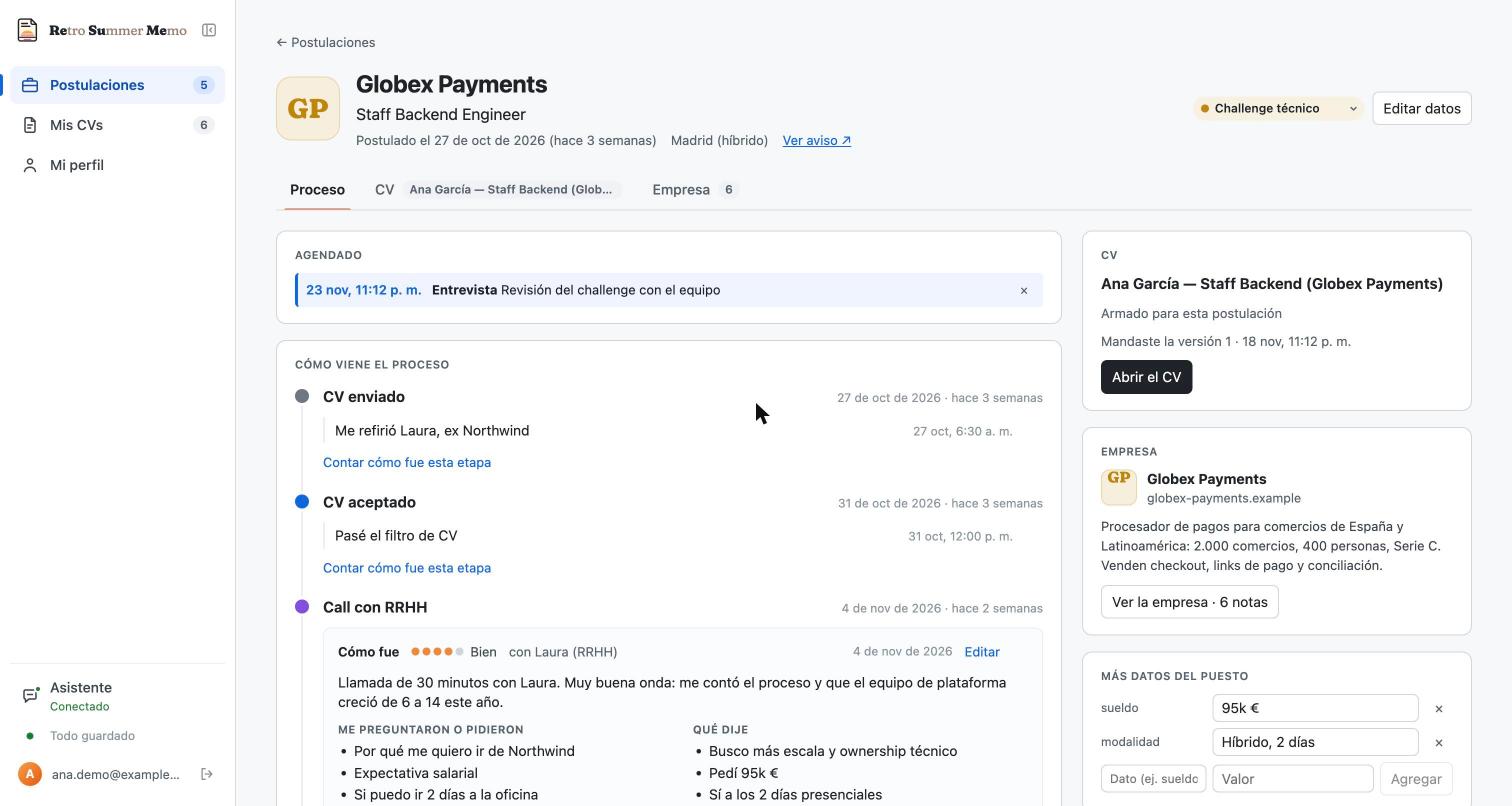 Retro Summer Memo
Postulaciones 5
Mis CVs 6
Mi perfil
Asistente
Conectado
Todo guardado
A ana.demo@example...
← Postulaciones
GP
Globex Payments
Staff Backend Engineer
Postulado el 27 de oct de 2026 (hace 3 semanas) Madrid (híbrido) Ver aviso ↗
Challenge técnico
Editar datos
Proceso CV Ana García — Staff Backend (Glob... Empresa 6
AGENDADO
23 nov, 11:12 p. m. Entrevista Revisión del challenge con el equipo ×
CÓMO VIENE EL PROCESO
CV enviado 27 de oct de 2026 · hace 3 semanas
Me refirió Laura, ex Northwind 27 oct, 6:30 a. m.
Contar cómo fue esta etapa
CV aceptado 31 oct de 2026 · hace 3 semanas
Pasé el filtro de CV 31 oct, 12:00 p. m.
Contar cómo fue esta etapa
Call con RRHH 4 de nov de 2026 · hace 2 semanas
Cómo fue Bien con Laura (RRHH) 4 de nov de 2026 Editar
Llamada de 30 minutos con Laura. Muy buena onda: me contó el proceso y que el equipo de plataforma
creció de 6 a 14 este año.
ME PREGUNTARON O PIDIERON
• Por qué me quiero ir de Northwind
• Expectativa salarial
• Si puedo ir 2 días a la oficina
QUÉ DIJE
• Busco más escala y ownership técnico
• Pedí 95k €
• Sí a los 2 días presenciales
CV
Ana García — Staff Backend (Globex Payments)
Armado para esta postulación
Mandaste la versión 1 · 18 nov, 11:12 p. m.
Abrir el CV
EMPRESA
GP
Globex Payments
globex-payments.example
Procesador de pagos para comercios de España y
Latinoamérica: 2.000 comercios, 400 personas, Serie C.
Venden checkout, links de pago y conciliación.
Ver la empresa · 6 notas
MÁS DATOS DEL PUESTO
sueldo 95k € ×
modalidad Híbrido, 2 días ×
Dato (ej. sueldo Valor Agregar